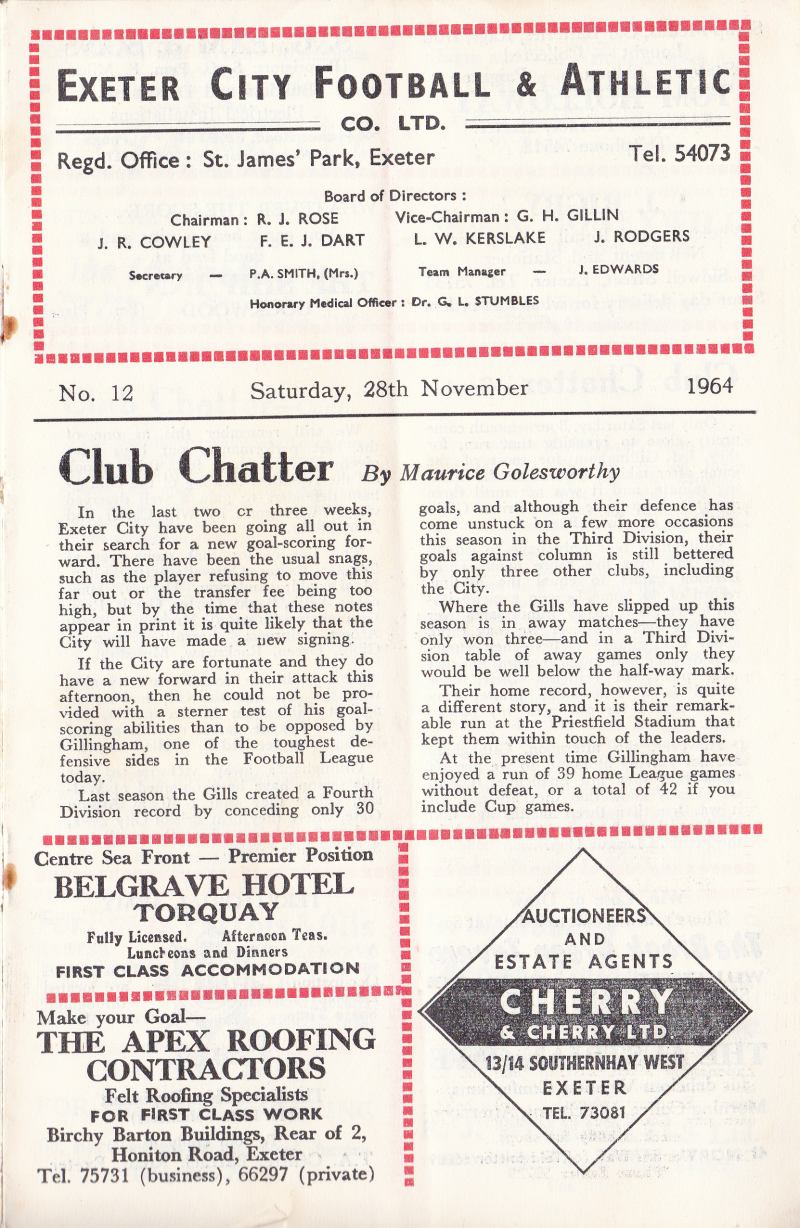 EXETER CITY FOOTBALL & ATHLETIC
CO. LTD.
Regd. Office : St. James' Park, Exeter
Tel. 54073
Board of Directors :
Chairman : R. J. ROSE Vice-Chairman : G. H. GILLIN
J. R. COWLEY F. E. J. DART L. W. KERSLAKE J. RODGERS
Secretary — P.A. SMITH, (Mrs.) Team Manager — J. EDWARDS
Honorary Medical Officer : Dr. G. L. STUMBLES
No. 12 Saturday, 28th November 1964
Club Chatter By Maurice Golesworthy
In the last two or three weeks,
Exeter City have been going all out in
their search for a new goal-scoring for-
ward. There have been the usual snags,
such as the player refusing to move this
far out or the transfer fee being too
high, but by the time that these notes
appear in print it is quite likely that the
City will have made a new signing.
If the City are fortunate and they do
have a new forward in their attack this
afternoon, then he could not be pro-
vided with a sterner test of his goal-
scoring abilities than to be opposed by
Gillingham, one of the toughest de-
fensive sides in the Football League
today.
Last season the Gills created a Fourth
Division record by conceding only 30
goals, and although their defence has
come unstuck on a few more occasions
this season in the Third Division, their
goals against column is still bettered
by only three other clubs, including
the City.
Where the Gills have slipped up this
season is in away matches—they have
only won three—and in a Third Divi-
sion table of away games only they
would be well below the half-way mark.
Their home record, however, is quite
a different story, and it is their remark-
able run at the Priestfield Stadium that
kept them within touch of the leaders.
At the present time Gillingham have
enjoyed a run of 39 home League games
without defeat, or a total of 42 if you
include Cup games.
Centre Sea Front — Premier Position
BELGRAVE HOTEL
TORQUAY
Fully Licensed. Afternoon Teas.
Luncheons and Dinners
FIRST CLASS ACCOMMODATION
Make your Goal—
THE APEX ROOFING
CONTRACTORS
Felt Roofing Specialists
FOR FIRST CLASS WORK
Birchy Barton Buildings, Rear of 2,
Honiton Road, Exeter
Tel. 75731 (business), 66297 (private)
AUCTIONEERS
AND
ESTATE AGENTS
CHERRY
& CHERRY LTD.
13/14 SOUTHERNHAY WEST
EXETER
TEL. 73081